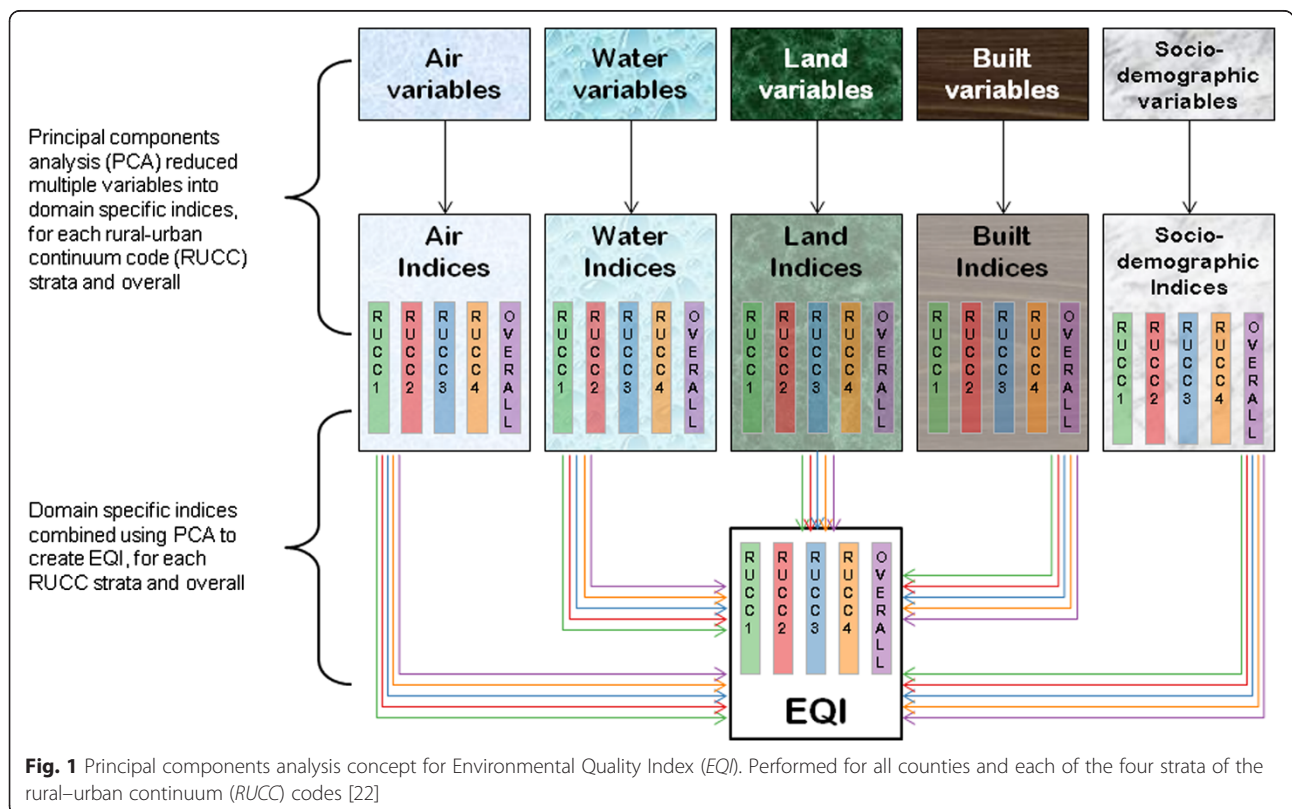 Air
variables
Water
variables
Land
variables
Built
variables
Socio-
demographic
variables
Principal components
analysis (PCA) reduced
multiple variables into
domain specific indices,
for each rural-urban
continuum code (RUCC)
strata and overall
Air
Indices
RUCC1
RUCC2
RUCC3
RUCC4
OVERALL
Water
Indices
RUCC1
RUCC2
RUCC3
RUCC4
OVERALL
Land
Indices
RUCC1
RUCC2
RUCC3
RUCC4
OVERALL
Built
Indices
RUCC1
RUCC2
RUCC3
RUCC4
OVERALL
Socio-
demographic
Indices
RUCC1
RUCC2
RUCC3
RUCC4
OVERALL
Domain specific indices
combined using PCA to
create EQI, for each
RUCC strata and overall
RUCC1
RUCC2
RUCC3
RUCC4
OVERALL
EQI
Fig. 1 Principal components analysis concept for Environmental Quality Index (EQI). Performed for all counties and each of the four strata of the
rural–urban continuum (RUCC) codes [22]